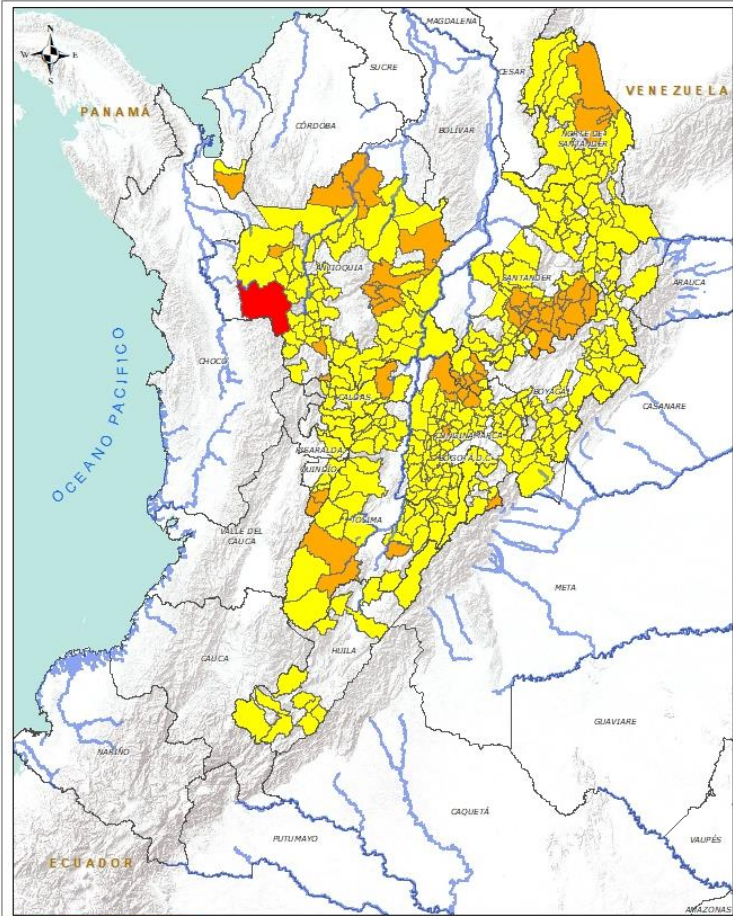 N
W E
S
MAGDALENA
SUCRE
CESAR
VENEZUELA
PANAMÁ
CÓRDOBA
BOLÍVAR
NORTE DE
SANTANDER
ANTIOQUIA
SANTANDER
ARAUCA
OCEANO PACIFICO
CHOCÓ
CALDAS
BOYACÁ
CASANARE
CUNDINAMARCA
RISARALDA
BOGOTÁ, D.C.
QUINDIO
TOLIMA
VALLE DEL
CAUCA
META
CAUCA
HUILA
GUAVIARE
NARIÑO
CAQUETÁ
PUTUMAYO
VAUPÉS
ECUADOR
AMAZONAS